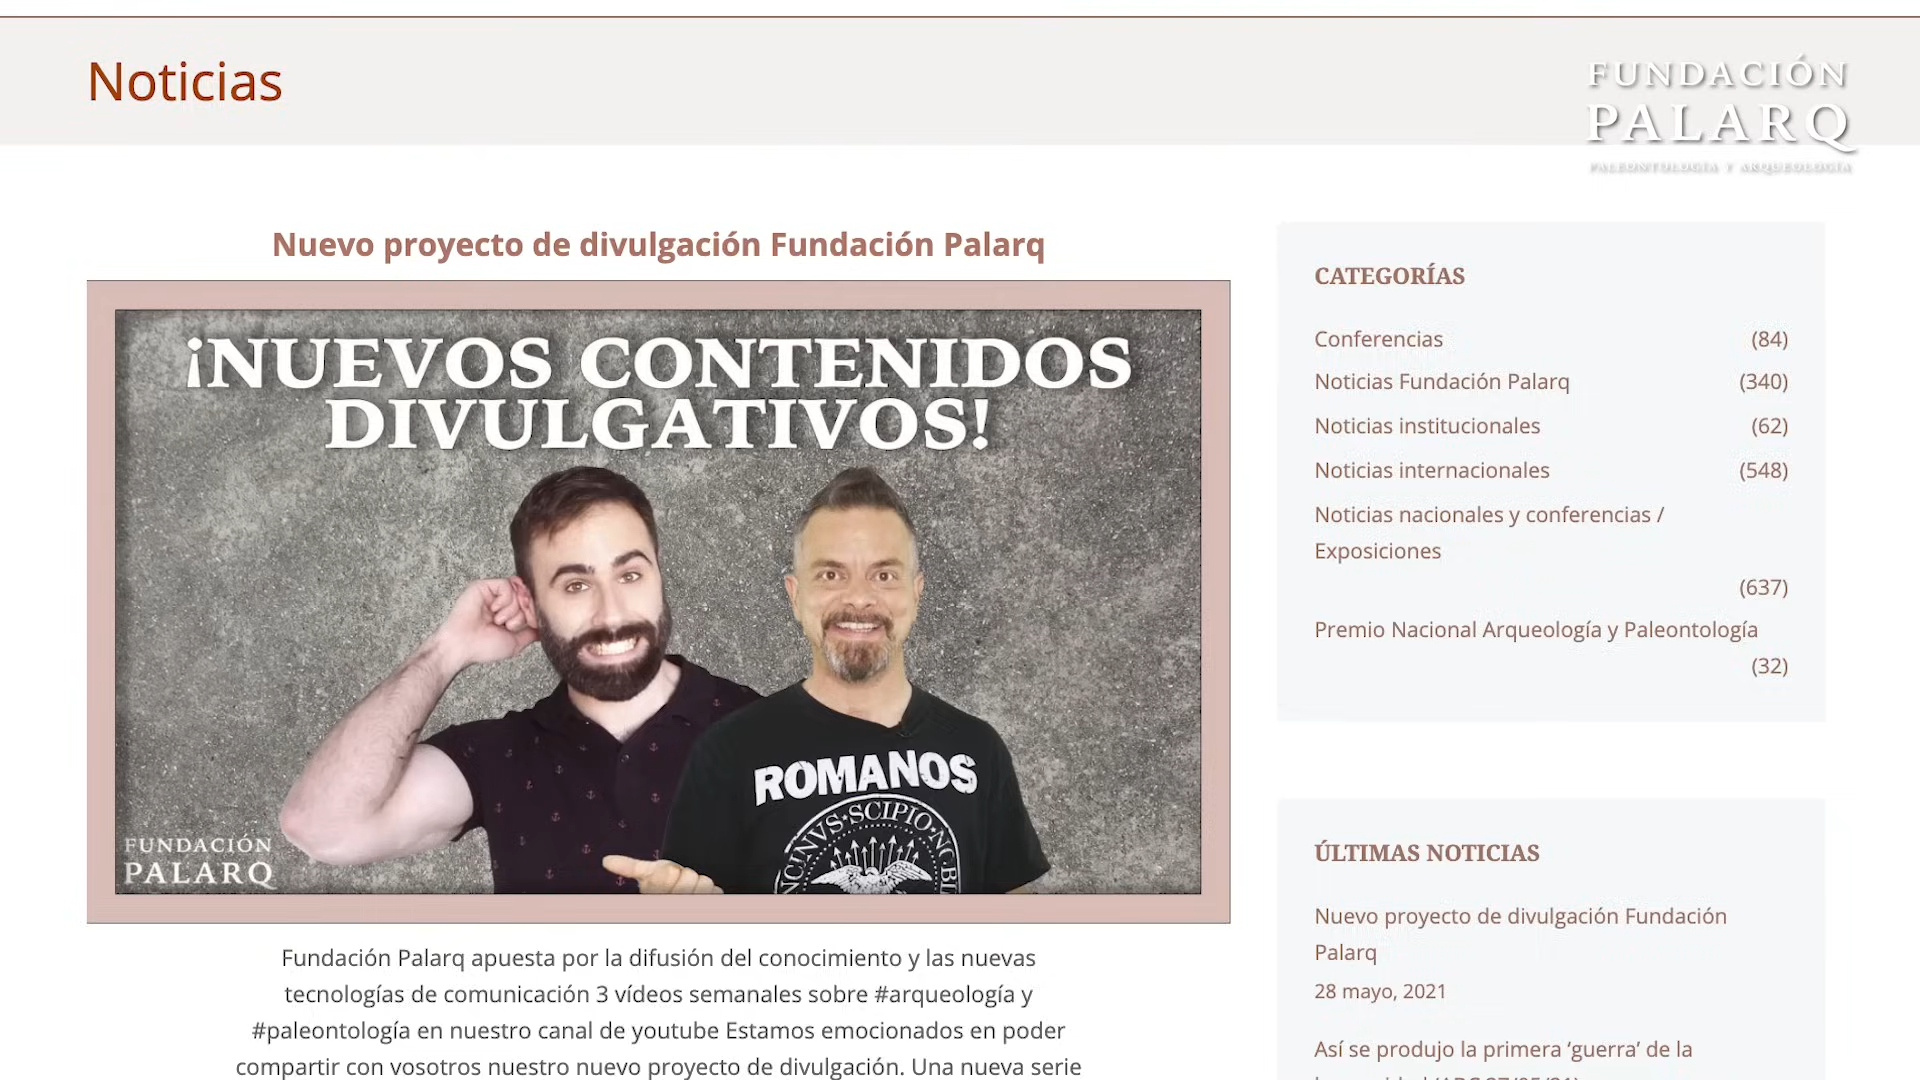 Noticias
FUNDACIÓN
PALARQ
PALEONTOLOGÍA Y ARQUEOLOGÍA
Nuevo proyecto de divulgación Fundación Palarq
¡NUEVOS CONTENIDOS
DIVULGATIVOS!
ROMANOS
SCIPIO
FUNDACIÓN
PALARQ
Fundación Palarq apuesta por la difusión del conocimiento y las nuevas
tecnologías de comunicación 3 vídeos semanales sobre #arqueología y
#paleontología en nuestro canal de youtube Estamos emocionados en poder
compartir con vosotros nuestro nuevo proyecto de divulgación. Una nueva serie
CATEGORÍAS
Conferencias (84)
Noticias Fundación Palarq (340)
Noticias institucionales (62)
Noticias internacionales (548)
Noticias nacionales y conferencias /
Exposiciones
(637)
Premio Nacional Arqueología y Paleontología
(32)
ÚLTIMAS NOTICIAS
Nuevo proyecto de divulgación Fundación
Palarq
28 mayo, 2021
Así se produjo la primera ‘guerra’ de la